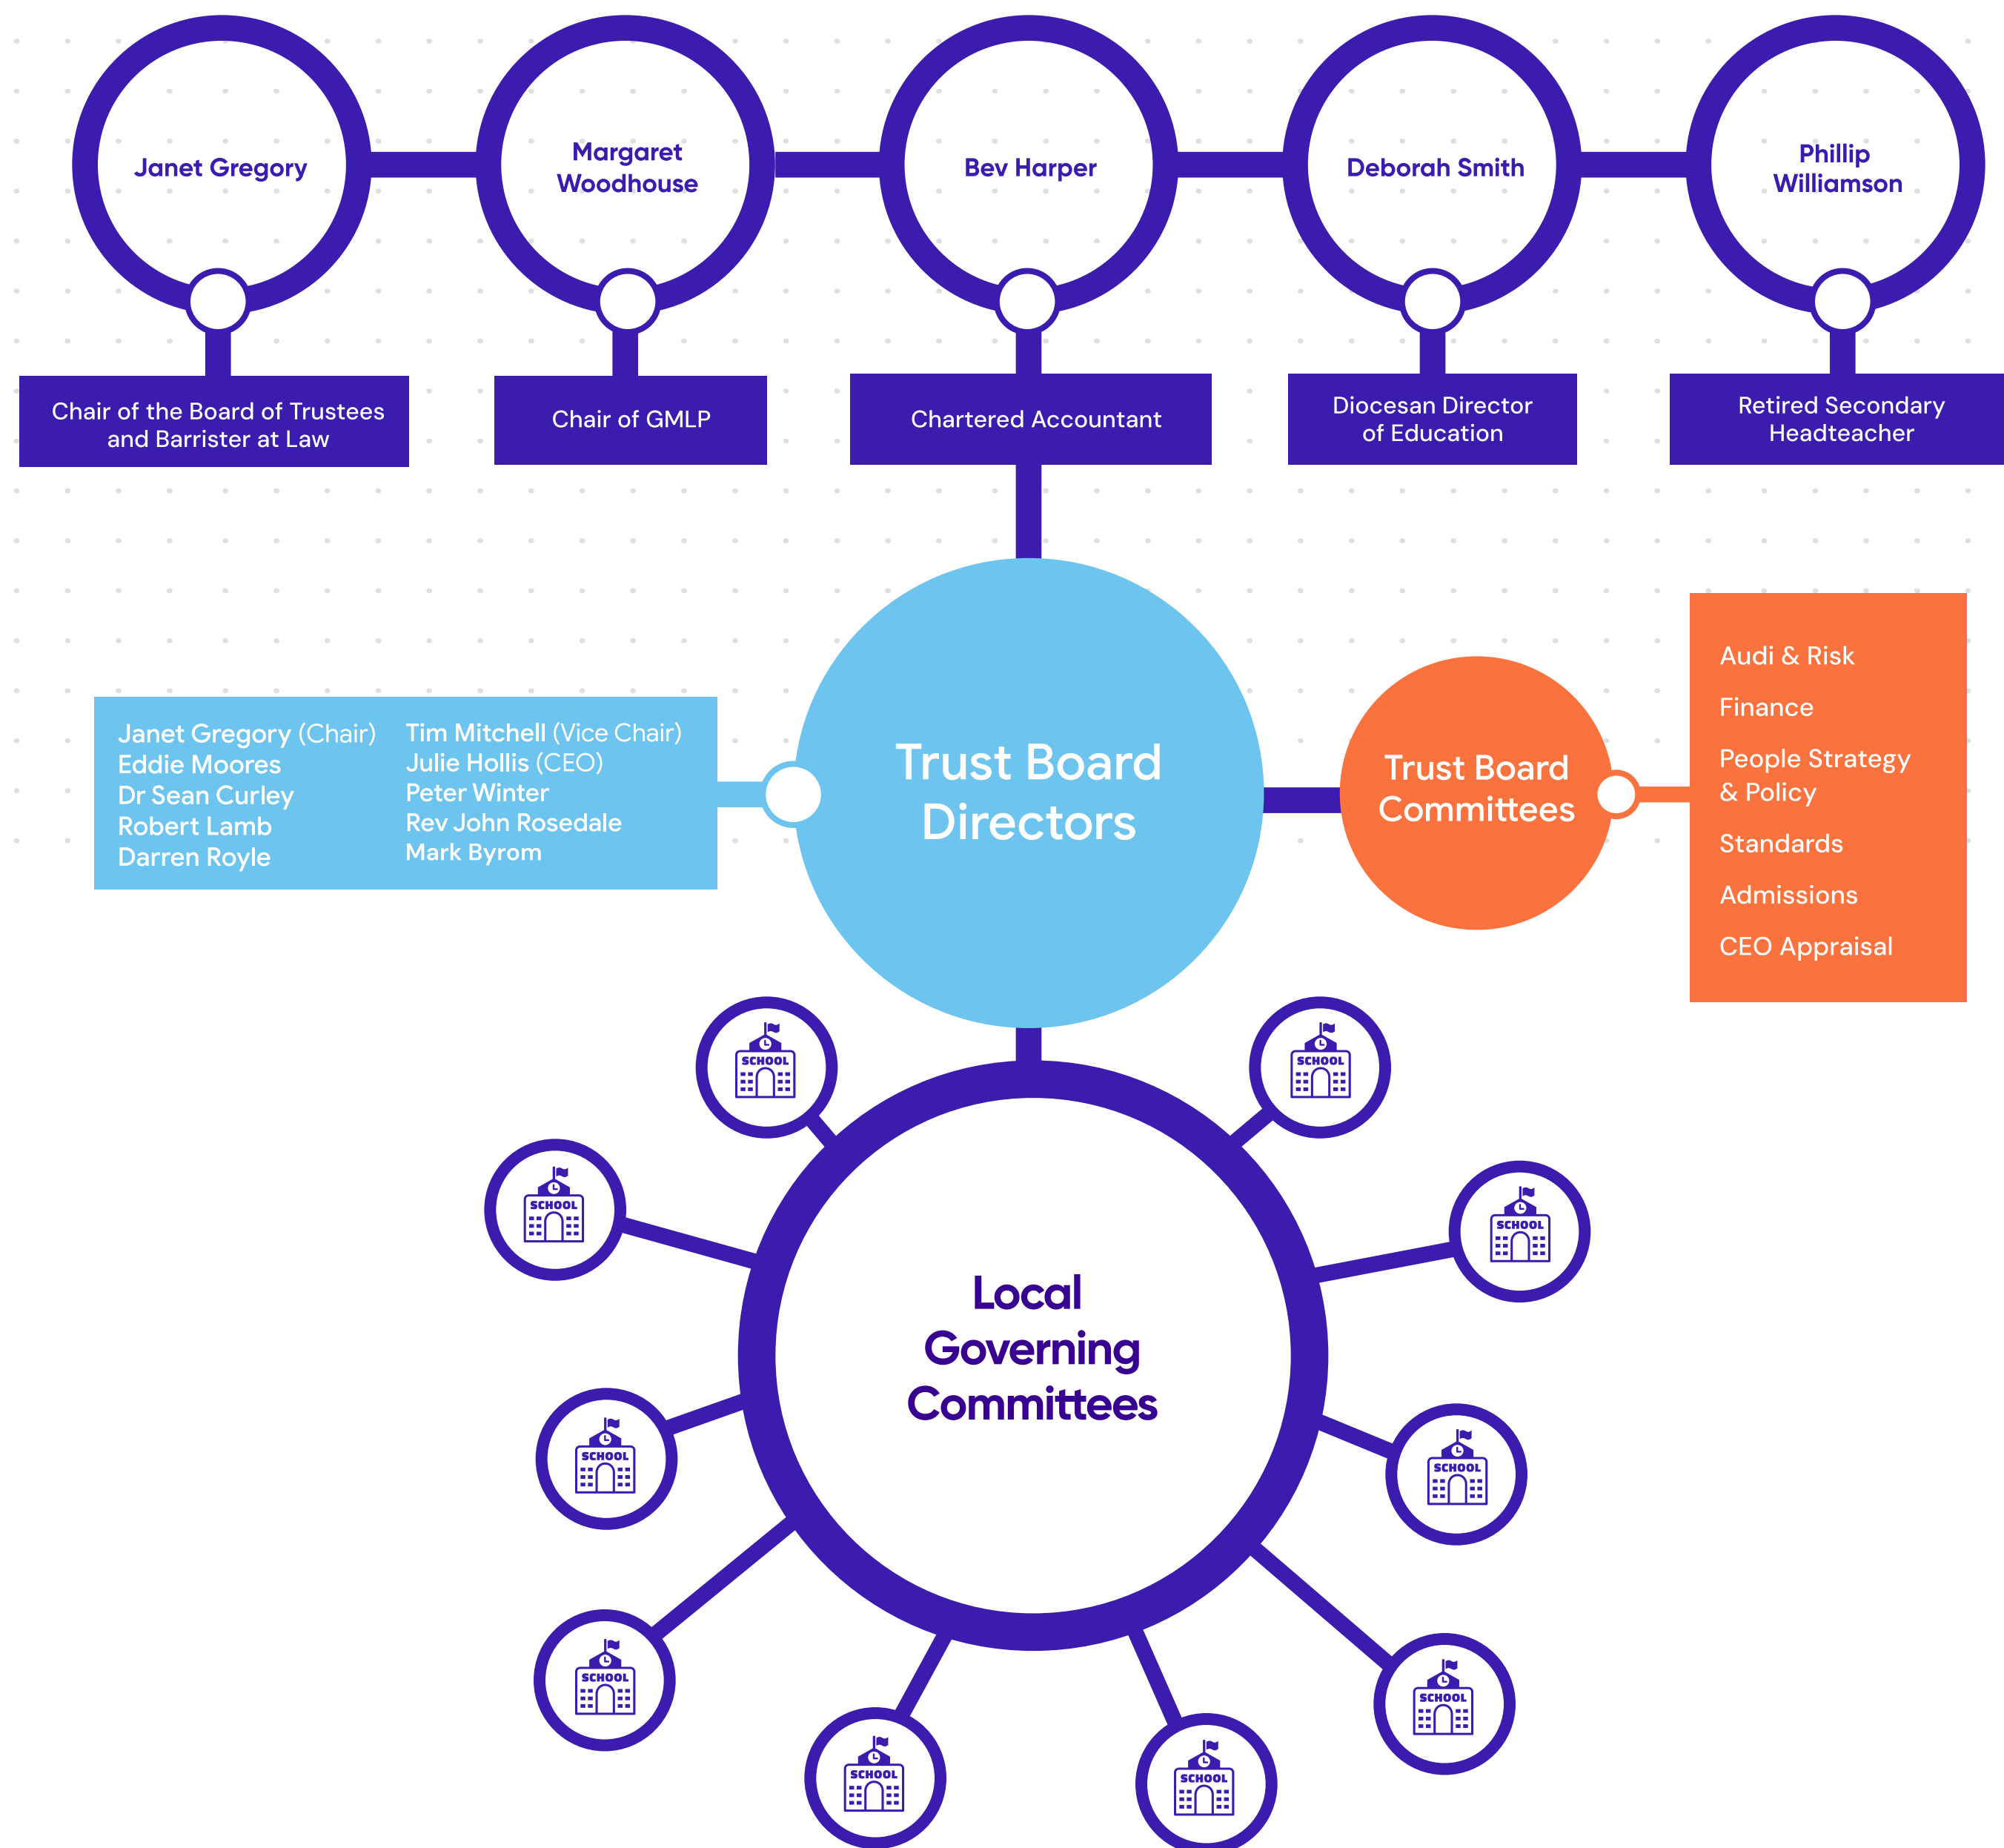 Janet Gregory
Margaret
Woodhouse
Bev Harper
Deborah Smith
Phillip
Williamson
Chair of the Board of Trustees
and Barrister at Law
Chair of GMLP
Chartered Accountant
Diocesan Director
of Education
Retired Secondary
Headteacher
Janet Gregory (Chair)
Eddie Moores
Dr Sean Curley
Robert Lamb
Darren Royle
Tim Mitchell (Vice Chair)
Julie Hollis (CEO)
Peter Winter
Rev John Rosedale
Mark Byrom
Trust Board
Directors
Trust Board
Committees
Audi & Risk
Finance
People Strategy
& Policy
Standards
Admissions
CEO Appraisal
SCHOOL
SCHOOL
SCHOOL
SCHOOL
Local
Governing
Committees
SCHOOL
SCHOOL
SCHOOL
SCHOOL
SCHOOL
SCHOOL